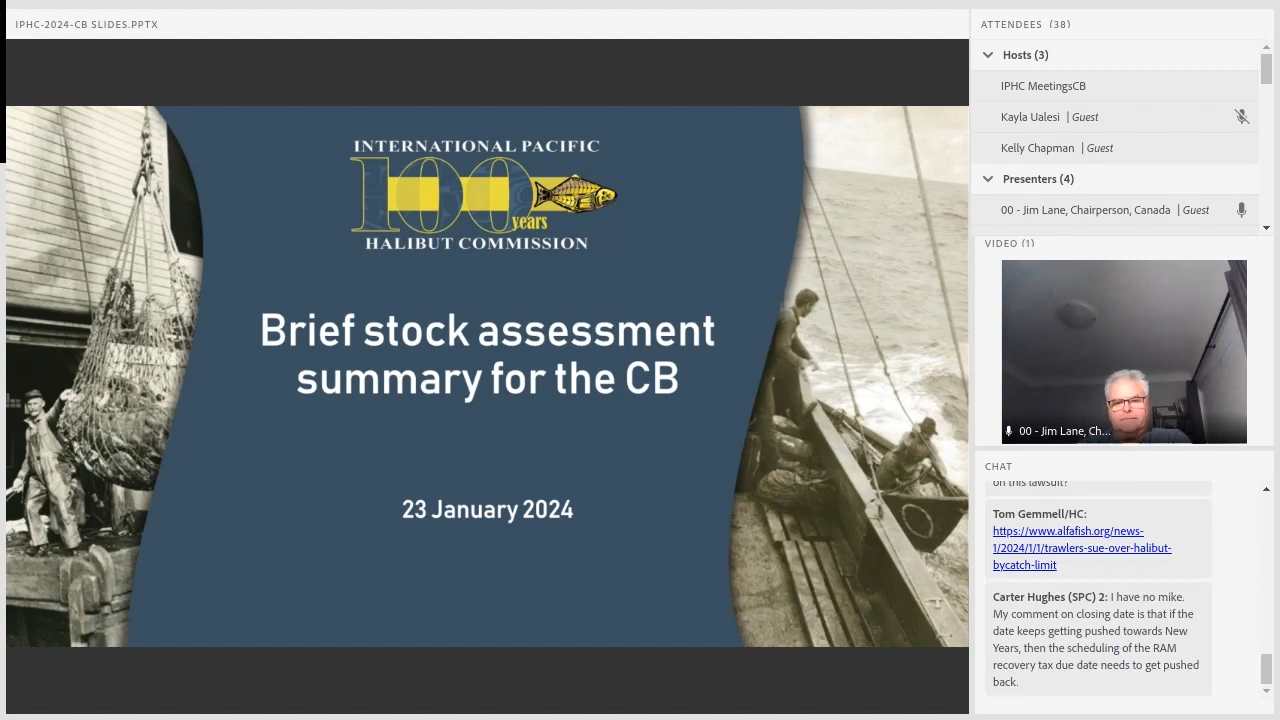 IPHC-2024-CB SLIDES.PPTX
INTERNATIONAL PACIFIC
100
years
HALIBUT COMMISSION
Brief stock assessment
summary for the CB
23 January 2024
ATTENDEES (38)
Hosts (3)
IPHC MeetingsCB
Kayla Ualesi | Guest
Kelly Chapman | Guest
Presenters (4)
00 - Jim Lane, Chairperson, Canada | Guest
VIDEO (1)
00 - Jim Lane, Ch...
CHAT
on this lawsuit?
Tom Gemmell/HC:
https://www.alfafish.org/news-
1/2024/1/1/trawlers-sue-over-halibut-
bycatch-limit
Carter Hughes (SPC) 2: I have no mike.
My comment on closing date is that if the
date keeps getting pushed towards New
Years, then the scheduling of the RAM
recovery tax due date needs to get pushed
back.